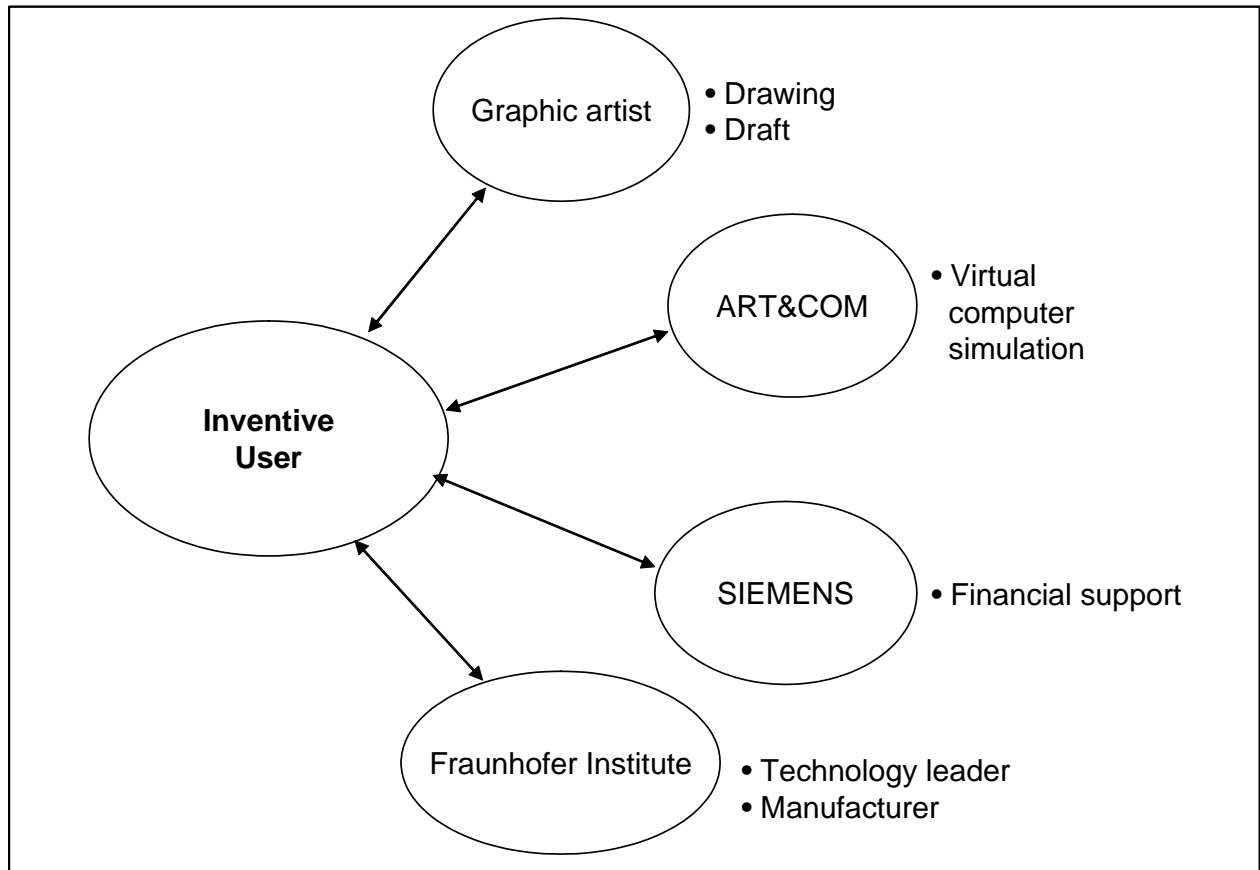 Graphic artist
• Drawing
• Draft
ART&COM
• Virtual
computer
simulation
Inventive
User
SIEMENS
• Financial support
Fraunhofer Institute
• Technology leader
• Manufacturer